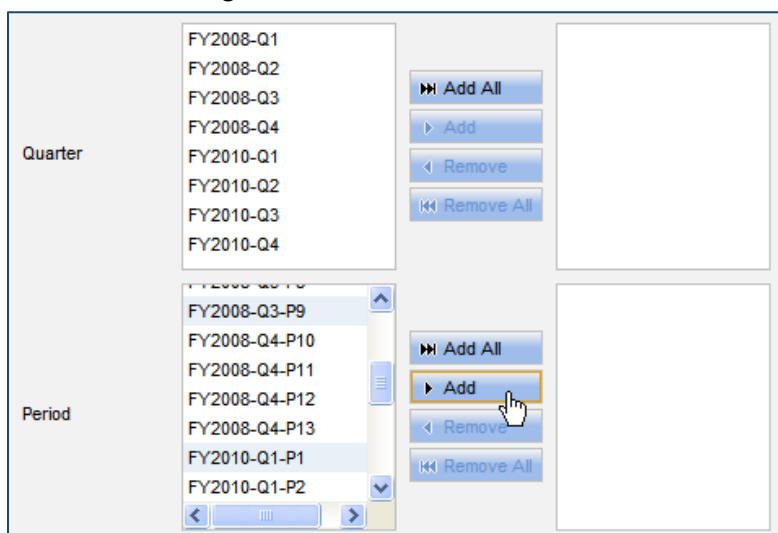 Quarter
FY2008-Q1
FY2008-Q2
FY2008-Q3
FY2008-Q4
FY2010-Q1
FY2010-Q2
FY2010-Q3
FY2010-Q4
Add All
Add
Remove
Remove All
Period
FY2008-Q3-P9
FY2008-Q4-P10
FY2008-Q4-P11
FY2008-Q4-P12
FY2008-Q4-P13
FY2010-Q1-P1
FY2010-Q1-P2
Add All
Add
Remove
Remove All